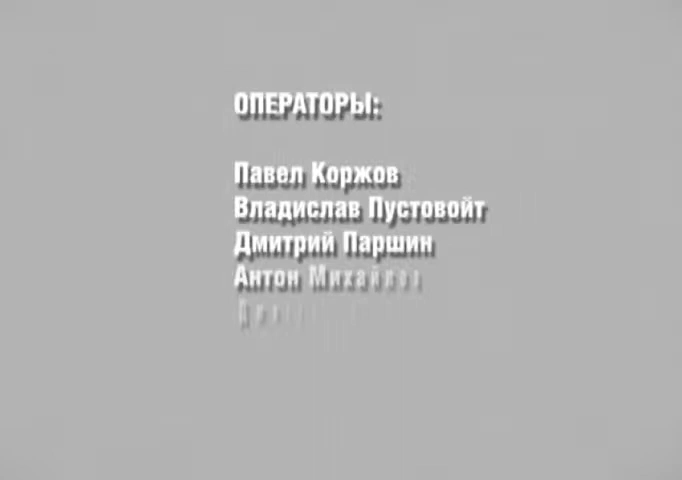 ОПЕРАТОРЫ:
Павел Коржов
Владислав Пустовойт
Дмитрий Паршин
Антон Михайлов